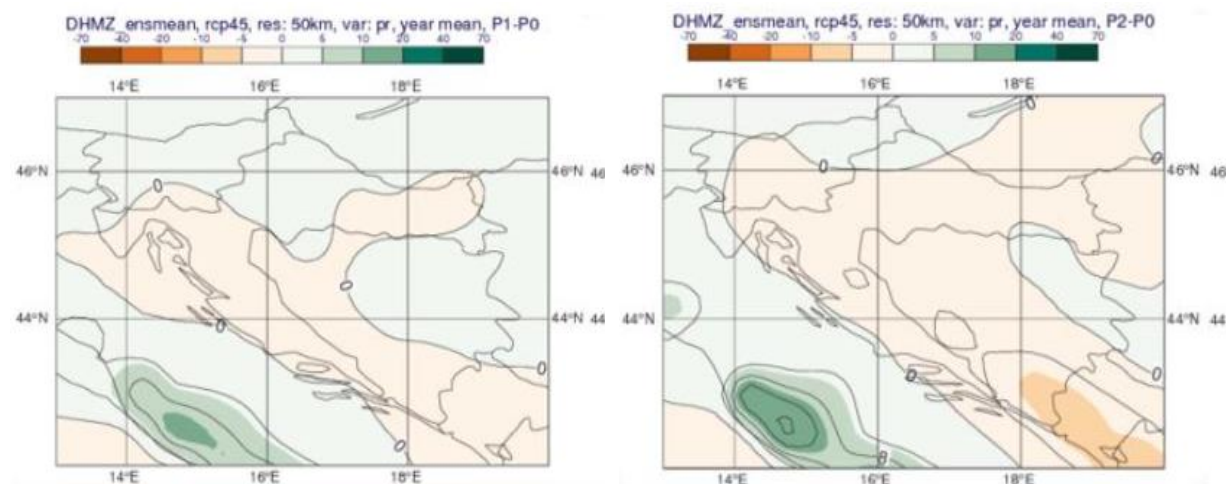 DHMZ_ensmean, rcp45, res: 50km, var: pr, year mean, P1-P0
-70 -40 -20 -10 -5 0 5 10 20 40 70
14°E 16°E 18°E
46°N 46°N 46
44°N 44°N 44
0 0 0 0 0
14°E 16°E 18°E
DHMZ_ensmean, rcp45, res: 50km, var: pr, year mean, P2-P0
-70 -40 -20 -10 -5 0 5 10 20 40 70
14°E 16°E 18°E
46°N 46
44°N 44
0 0 0 0 0 8
14°E 16°E 18°E